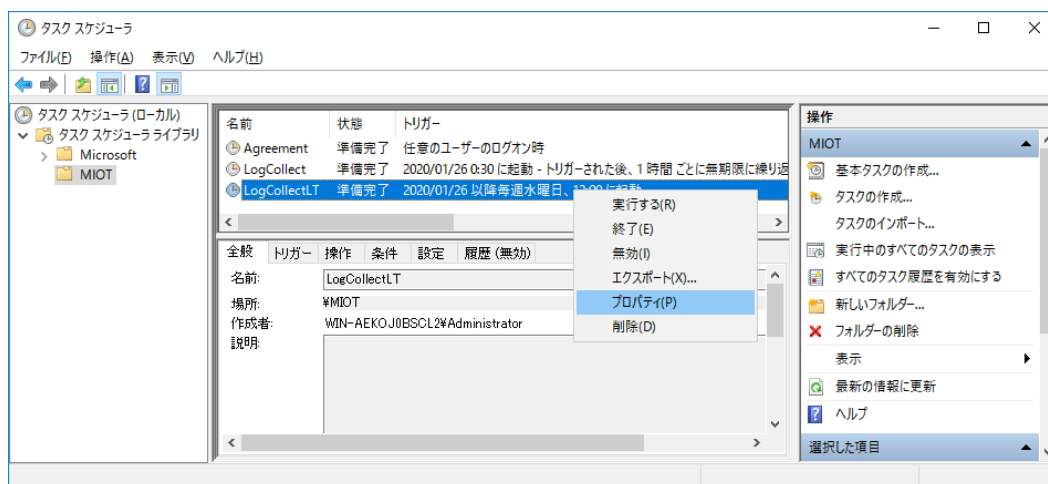 タスク スケジューラ
ファイル(F) 操作(A) 表示(V) ヘルプ(H)
タスク スケジューラ (ローカル)
タスク スケジューラ ライブラリ
Microsoft
MIOT
名前 状態 トリガー
Agreement 準備完了 任意のユーザーのログオン時
LogCollect 準備完了 2020/01/26 0:30 に起動 - トリガーされた後、1 時間 ごとに無期限に繰り返
LogCollectLT 準備完了 2020/01/26 以降毎週水曜日、12:00 に起動
実行する(R)
終了(E)
無効(I)
エクスポート(X)...
プロパティ(P)
削除(D)
全般 トリガー 操作 条件 設定 履歴 (無効)
名前: LogCollectLT
場所: ¥MIOT
作成者: WIN-AEKOJ0BSCL2¥Administrator
説明:
操作
MIOT
基本タスクの作成...
タスクの作成...
タスクのインポート...
実行中のすべてのタスクの表示
すべてのタスク履歴を有効にする
新しいフォルダー...
フォルダーの削除
表示
最新の情報に更新
ヘルプ
選択した項目